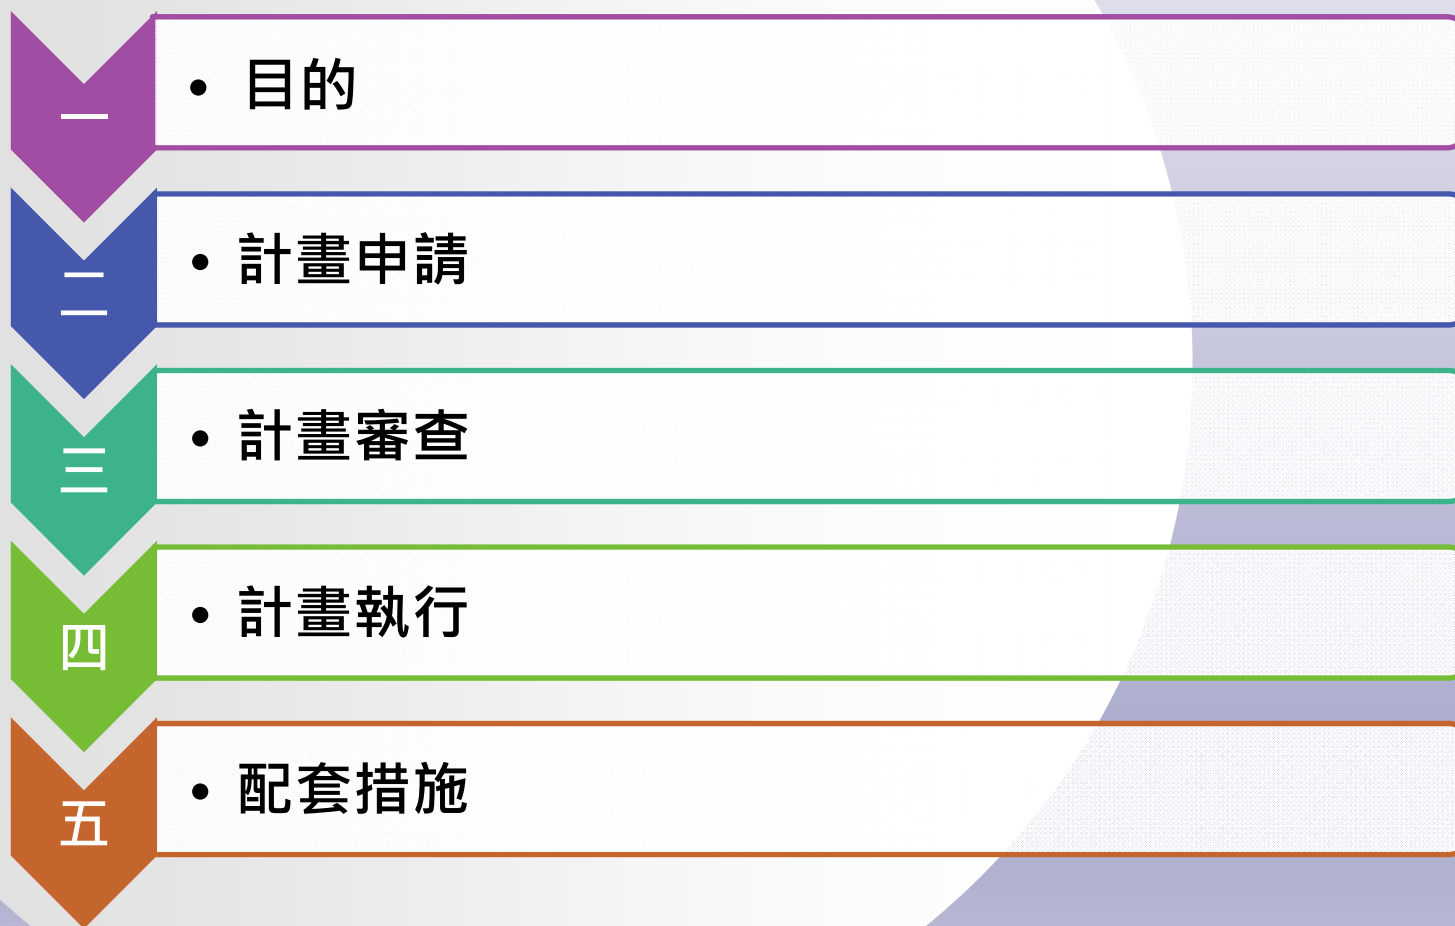 一
• 目的
二
• 計畫申請
三
• 計畫審查
四
• 計畫執行
五
• 配套措施